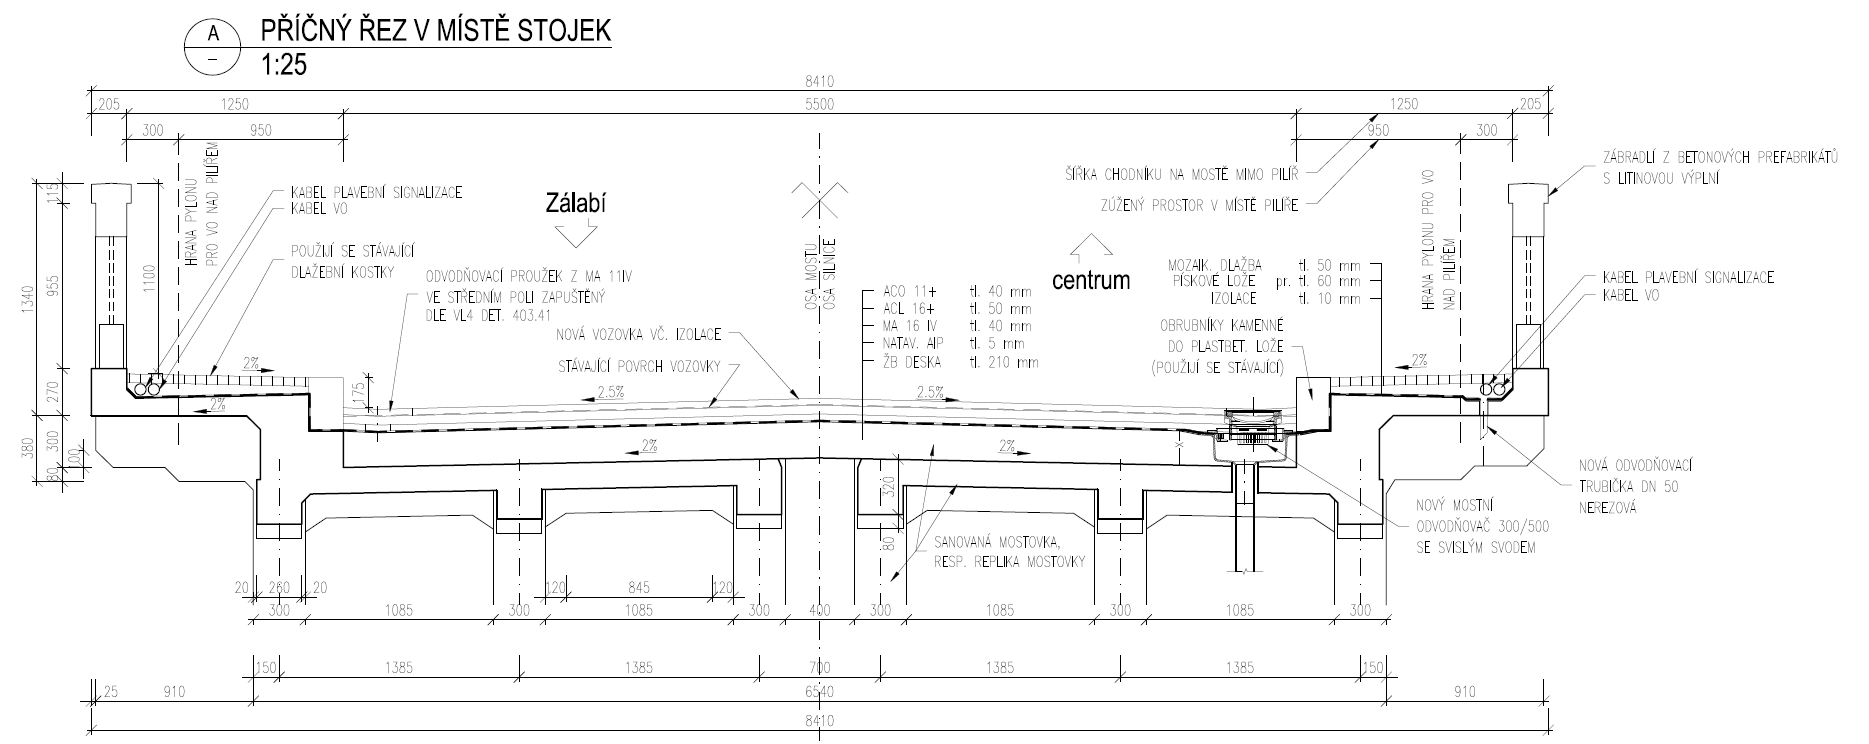 A
–
PŘÍČNÝ ŘEZ V MÍSTĚ STOJEK
1:25
8410
205 1250 5500 1250 205
300 950 950 300
HRANA PYLONU
PRO VO NAD PILÍŘEM
KABEL PLAVEBNÍ SIGNALIZACE
KABEL VO
POUŽIJÍ SE STÁVAJÍCÍ
DLAŽEBNÍ KOSTKY
ODVODŇOVACÍ PROUŽEK Z MA 11IV
VE STŘEDNÍM POLI ZAPUŠTĚNÝ
DLE VL4 DET. 403.41
NOVÁ VOZOVKA VČ. IZOLACE
STÁVAJÍCÍ POVRCH VOZOVKY
Zálabí
OSA MOSTU
OSA SILNICE
centrum
ACO 11+ tl. 40 mm
ACL 16+ tl. 50 mm
MA 16 IV tl. 40 mm
NATAV. AIP tl. 5 mm
ŽB DESKA tl. 210 mm
ŠÍŘKA CHODNÍKU NA MOSTĚ MIMO PILÍŘ
ZÚŽENÝ PROSTOR V MÍSTĚ PILÍŘE
MOZAIK. DLAŽBA tl. 50 mm
PÍSKOVÉ LOŽE pr. tl. 60 mm
IZOLACE tl. 10 mm
OBRUBNÍKY KAMENNÉ
DO PLASTBET. LOŽE
(POUŽIJÍ SE STÁVAJÍCÍ)
HRANA PYLONU PRO VO
NAD PILÍŘEM
ZÁBRADLÍ Z BETONOVÝCH PREFABRIKÁTŮ
S LITINOVOU VÝPLNÍ
KABEL PLAVEBNÍ SIGNALIZACE
KABEL VO
1340
115
955
270
1100
380
300
80
100
175
2%
2%
2.5%
2.5%
2%
2%
2%
x
320
80
SANOVANÁ MOSTOVKA,
RESP. REPLIKA MOSTOVKY
NOVÝ MOSTNÍ
ODVODŇOVAČ 300/500
SE SVISLÝM SVODEM
NOVÁ ODVODŇOVACÍ
TRUBIČKA DN 50
NEREZOVÁ
20 260 20 120 845 120
300 1085 300 1085 300 400 300 1085 300 1085 300
150 1385 1385 700 1385 1385 150
25 910 6540 910
8410